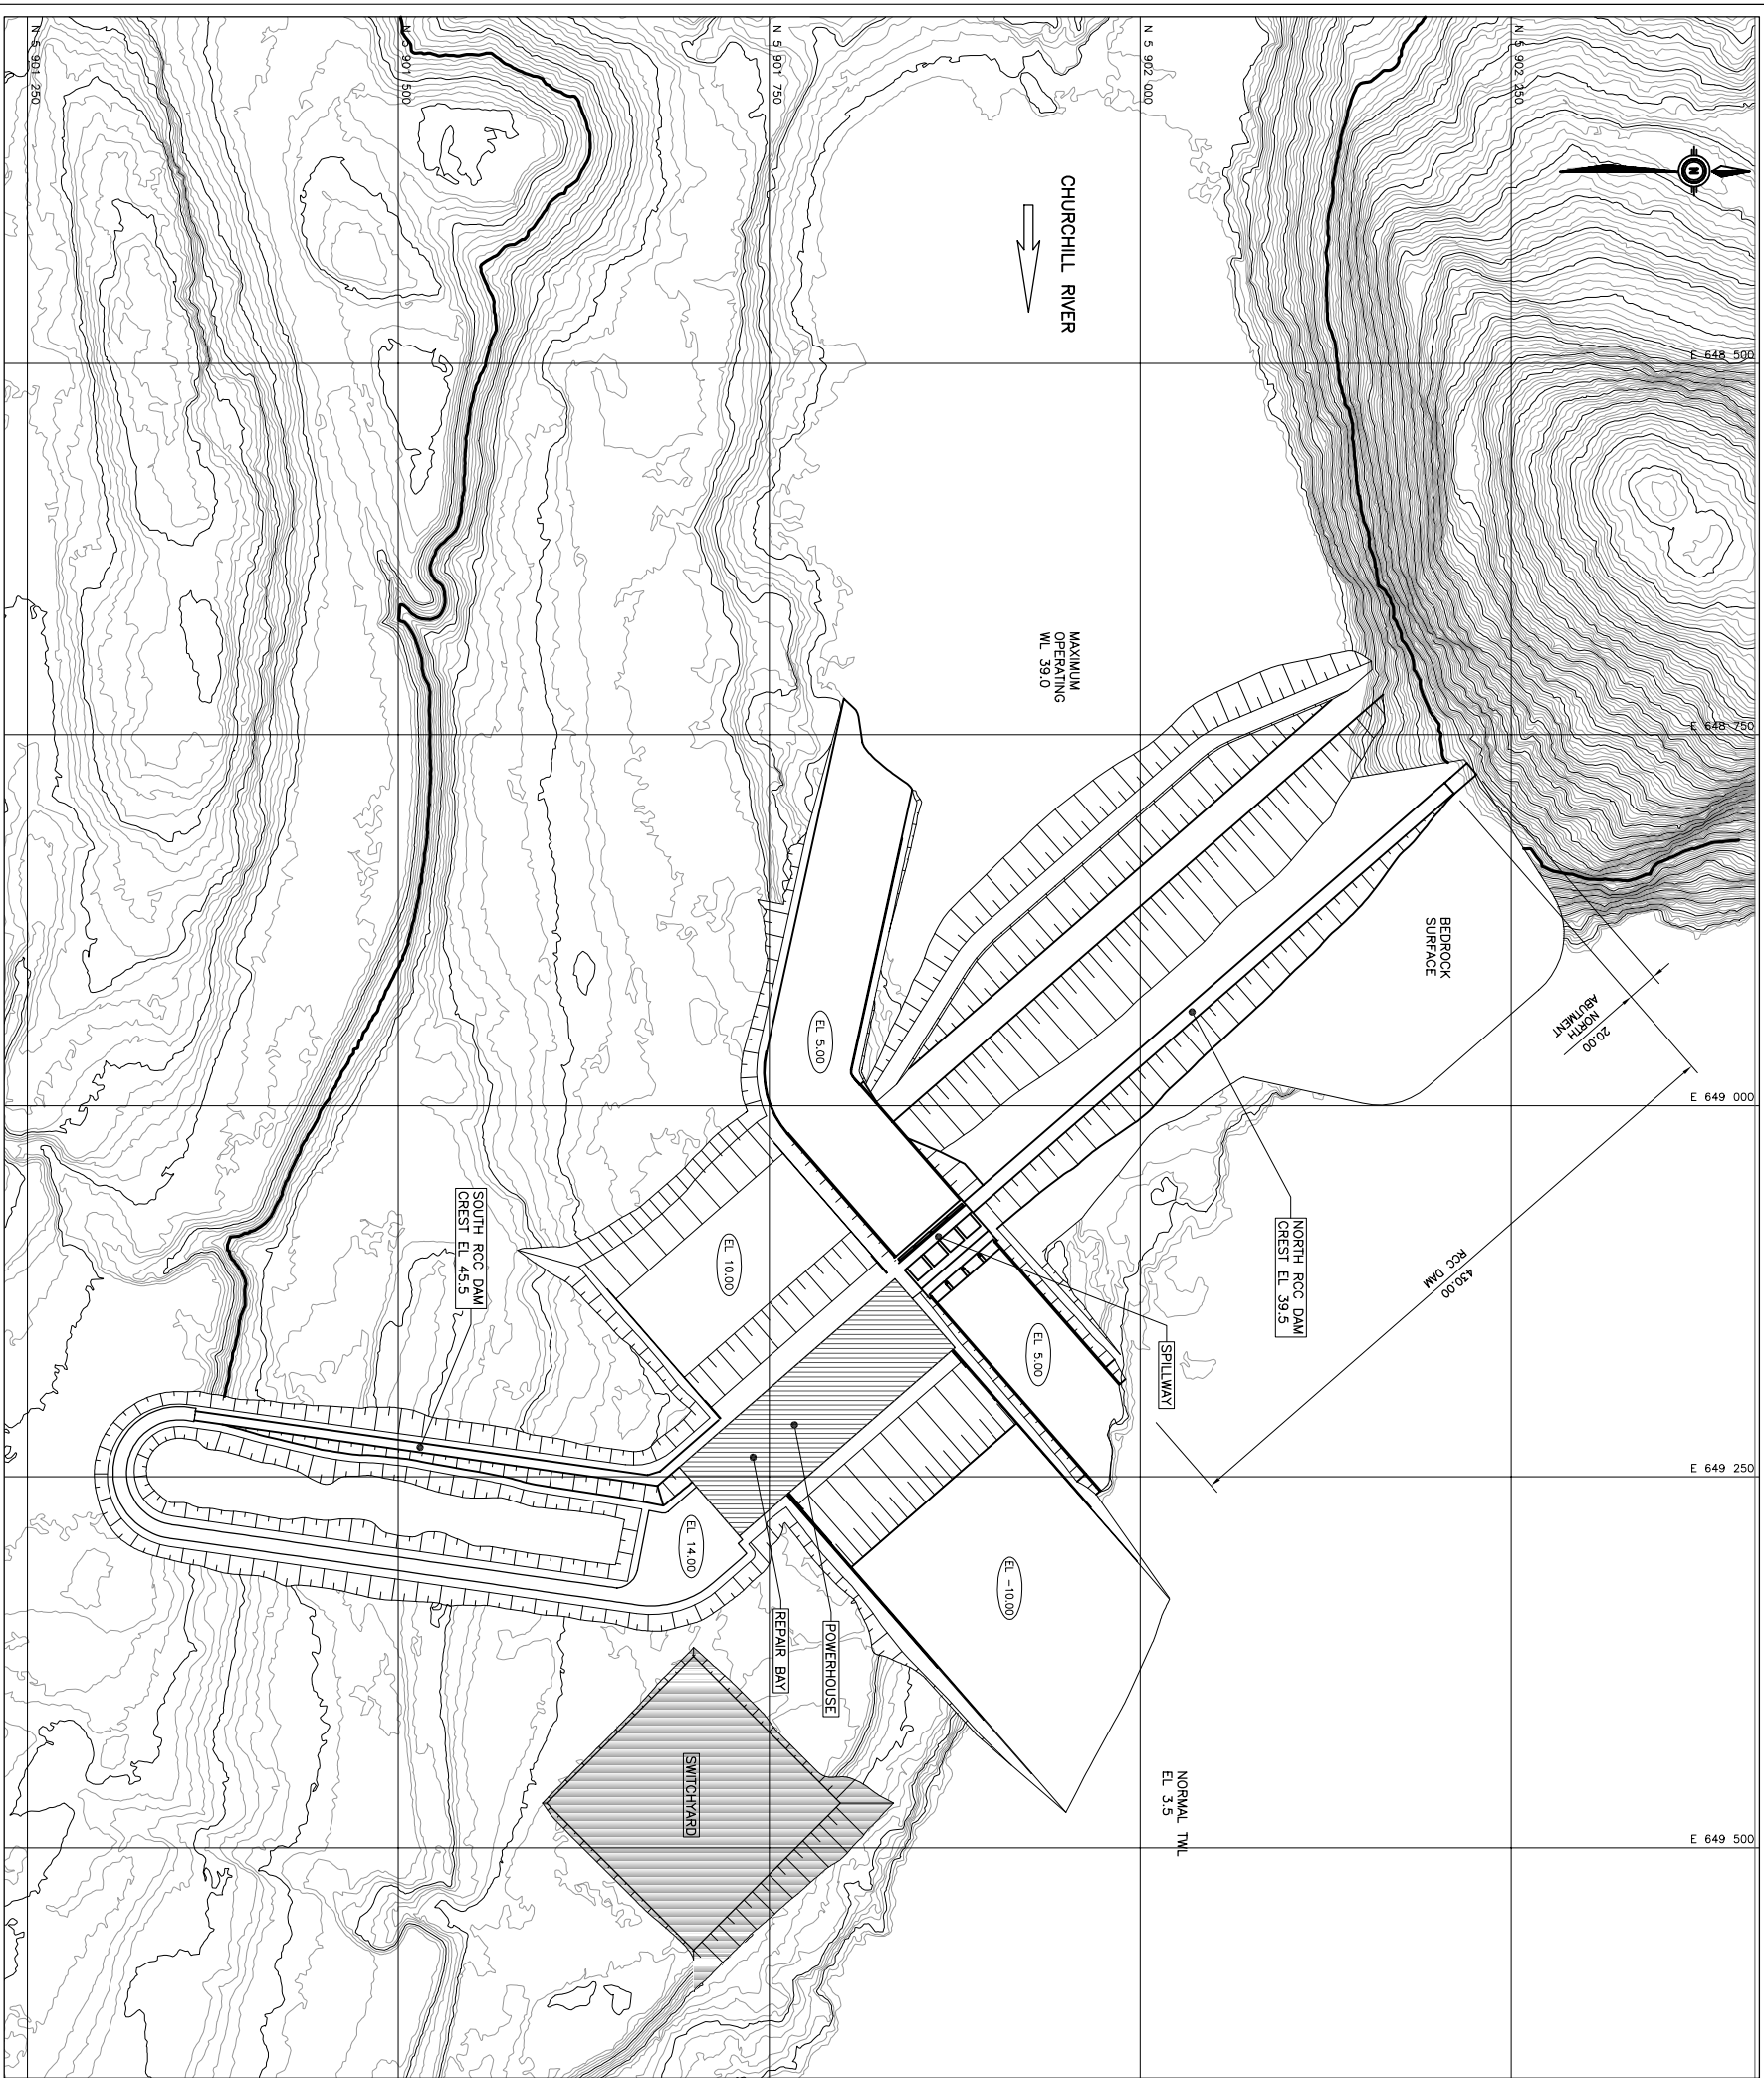 N 5 902 250
N 5 902 000
N 5 901 750
N 5 901 500
N 5 901 250
N
CHURCHILL RIVER
E 648 500
MAXIMUM
OPERATING
WL 39.0
E 648 750
BEDROCK
SURFACE
20.00
NORTH
ABUTMENT
EL 5.00
E 649 000
NORTH RCC DAM
CREST EL 39.5
430.00
RCC DAM
SOUTH RCC DAM
CREST EL 45.5
EL 10.00
EL 5.00
SPILLWAY
E 649 250
EL 14.00
EL -10.00
POWERHOUSE
REPAIR BAY
SWITCHYARD
NORMAL TWL
EL 3.5
E 649 500